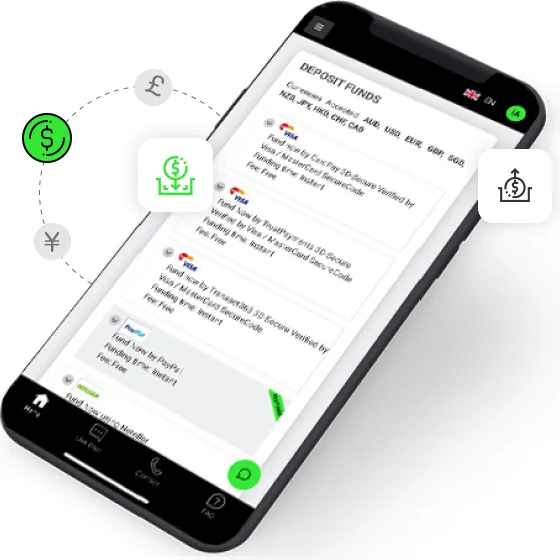 EN
IA
DEPOSIT FUNDS
Currencies Accepted: AUD, USD, EUR, GBP, SGD,
NZD, JPY, HKD, CHF, CAD
VISA
Fund now by CardPay 3D-Secure Verified by
Visa / MasterCard SecureCode
Funding time: Instant
Fee: Free
VISA
Fund Now by TrustPayments 3D-Secure
Verified by Visa / MasterCard SecureCode
Funding time: Instant
Fee: Free
VISA
Fund now by Transact365 3D-Secure Verified by
Visa / MasterCard SecureCode
Funding time: Instant
Fee: Free
PayPal
Fund Now by PayPal
Funding time: Instant
Fee: Free
NETELLER
Fund Now using Neteller
Home
Live Chat
Contact
FAQ
£
$
¥
$
$